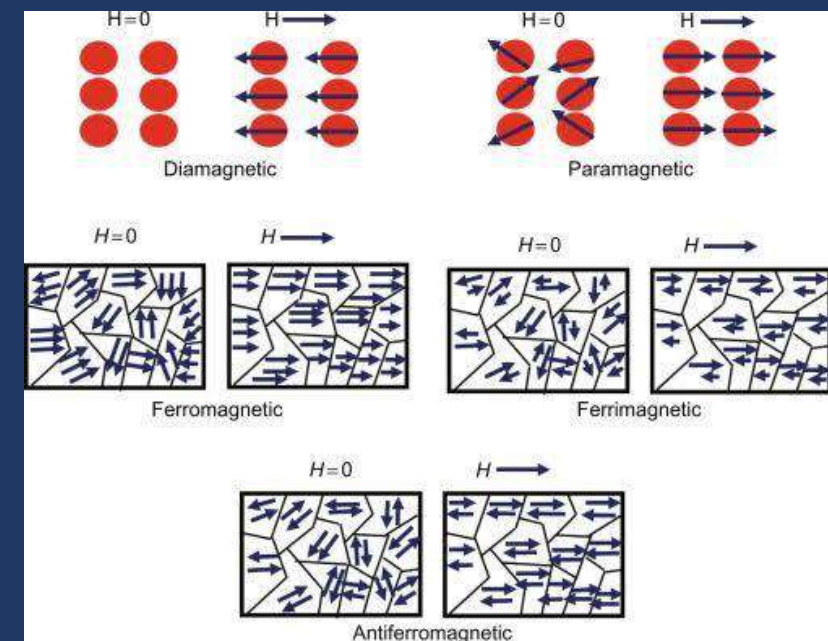 H=0
H
H=0
H
Diamagnetic
Paramagnetic
H=0
H
H=0
H
Ferromagnetic
Ferrimagnetic
H=0
H
Antiferromagnetic